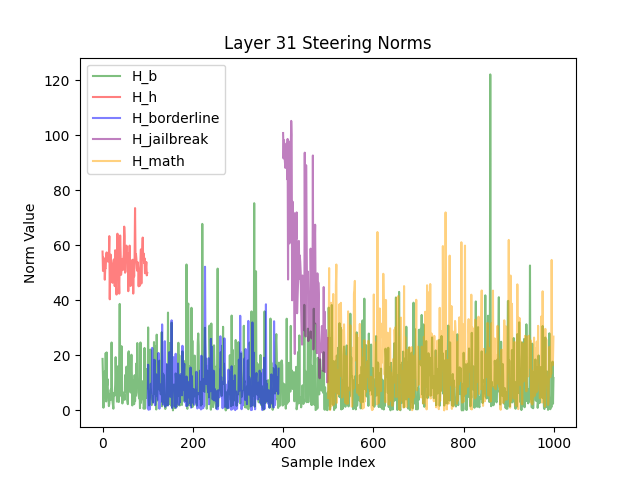 Layer 31 Steering Norms
H_b
H_h
H_borderline
H_jailbreak
H_math
Norm Value
120
100
80
60
40
20
0
0 200 400 600 800 1000
Sample Index